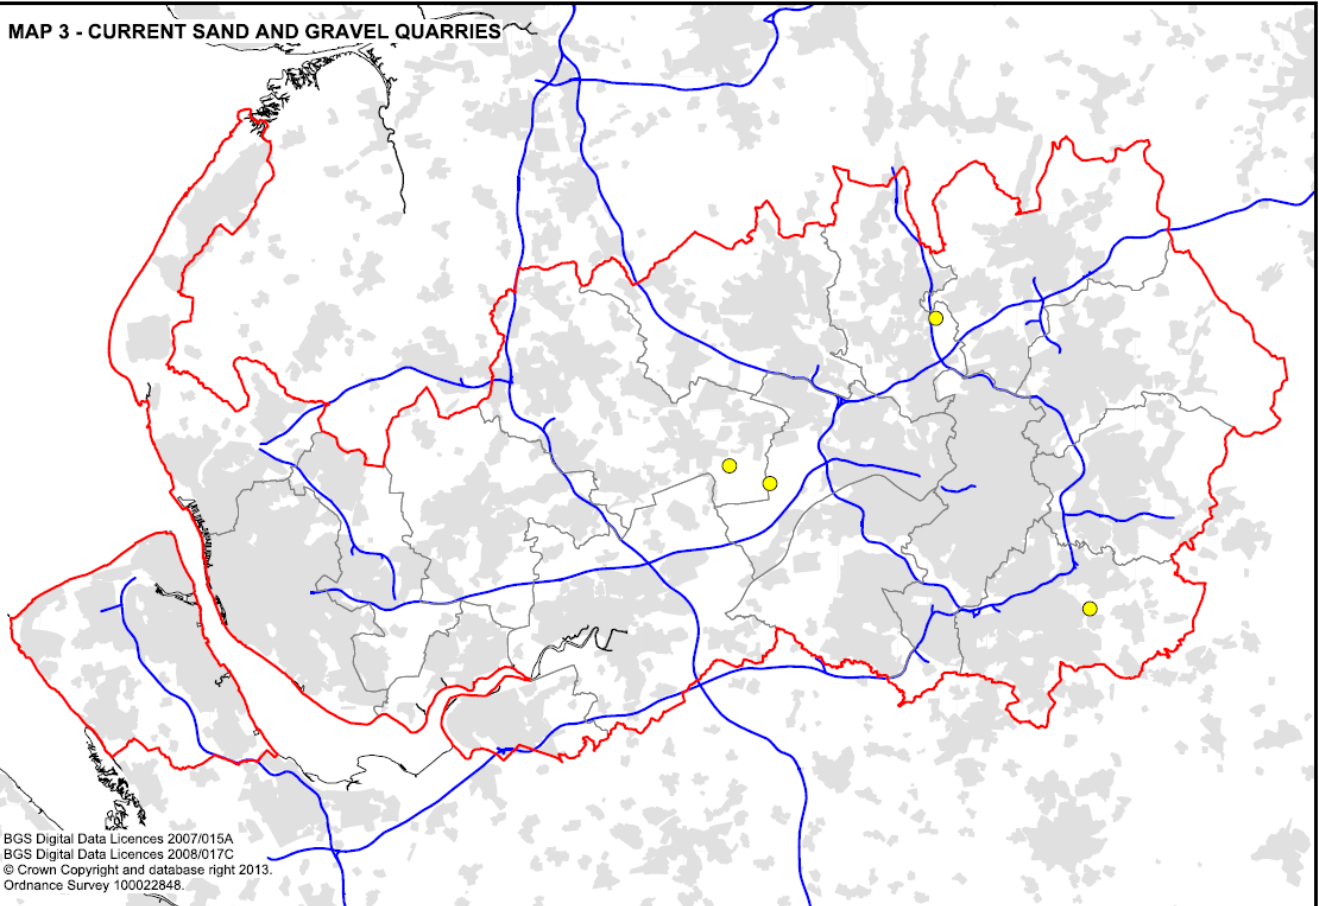 MAP 3 - CURRENT SAND AND GRAVEL QUARRIES
BGS Digital Data Licences 2007/015A
BGS Digital Data Licences 2008/017C
© Crown Copyright and database right 2013.
Ordnance Survey 100022848.